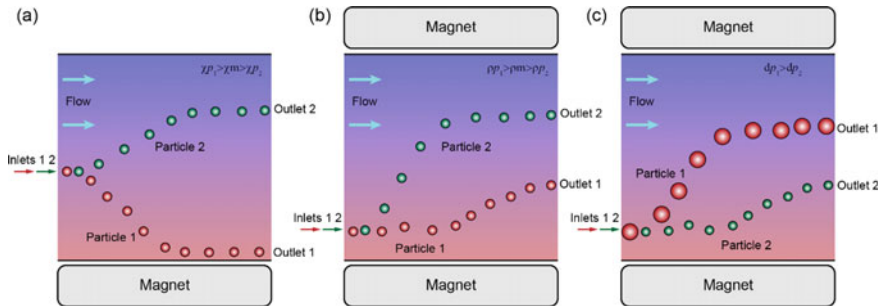 (a)
χp₁>χm>χp₂
Flow
Outlet 2
Particle 2
Inlets 1 2
Particle 1
Outlet 1
Magnet
(b)
Magnet
ρp₁>ρm>ρp₂
Flow
Outlet 2
Particle 2
Outlet 1
Inlets 1 2
Particle 1
Magnet
(c)
Magnet
dp₁>dp₂
Flow
Outlet 1
Particle 1
Outlet 2
Inlets 1 2
Particle 2
Magnet